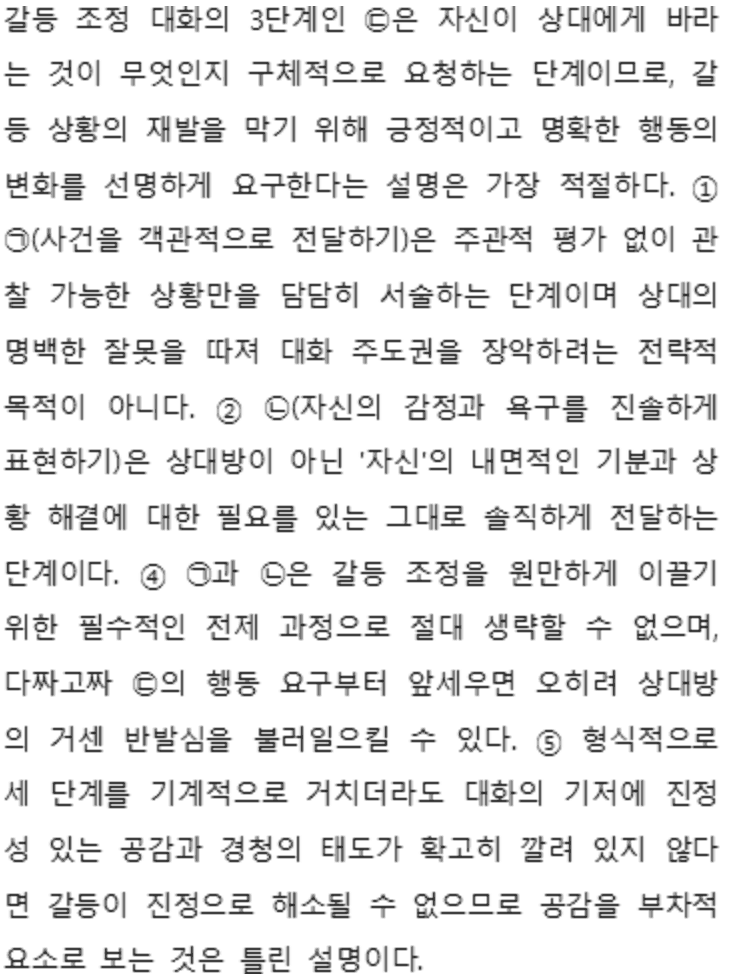 갈등 조정 대화의 3단계인 ㉢은 자신이 상대에게 바라
는 것이 무엇인지 구체적으로 요청하는 단계이므로, 갈
등 상황의 재발을 막기 위해 긍정적이고 명확한 행동의
변화를 선명하게 요구한다는 설명은 가장 적절하다. ①
㉠(사건을 객관적으로 전달하기)은 주관적 평가 없이 관
찰 가능한 상황만을 담담히 서술하는 단계이며 상대의
명백한 잘못을 따져 대화 주도권을 장악하려는 전략적
목적이 아니다. ② ㉡(자신의 감정과 욕구를 진솔하게
표현하기)은 상대방이 아닌 '자신'의 내면적인 기분과 상
황 해결에 대한 필요를 있는 그대로 솔직하게 전달하는
단계이다. ④ ㉠과 ㉡은 갈등 조정을 원만하게 이끌기
위한 필수적인 전제 과정으로 절대 생략할 수 없으며,
다짜고짜 ㉢의 행동 요구부터 앞세우면 오히려 상대방
의 거센 반발심을 불러일으킬 수 있다. ⑤ 형식적으로
세 단계를 기계적으로 거치더라도 대화의 기저에 진정
성 있는 공감과 경청의 태도가 확고히 깔려 있지 않다
면 갈등이 진정으로 해소될 수 없으므로 공감을 부차적
요소로 보는 것은 틀린 설명이다.